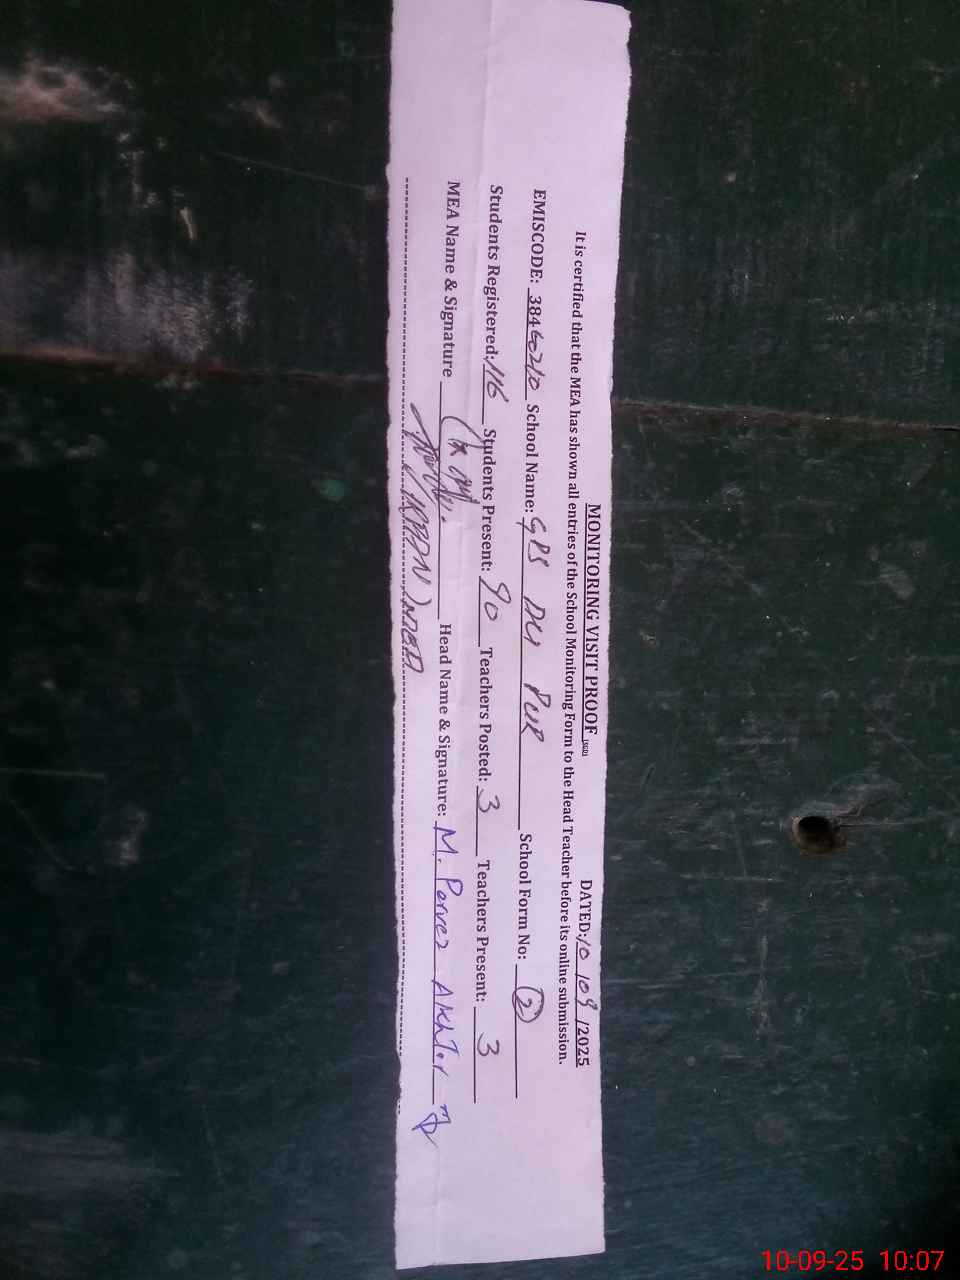 MONITORING VISIT PROOF DATED: 10 / 09 / 2025
It is certified that the MEA has shown all entries of the School Monitoring Form to the Head Teacher before its online submission.
EMISCODE: 38460210 School Name: GPS DU PUR School Form No: 2
Students Registered: 116 Students Present: 90 Teachers Posted: 3 Teachers Present: 3
MEA Name & Signature Head Name & Signature: M. Parvez Akhtar
10-09-25 10:07